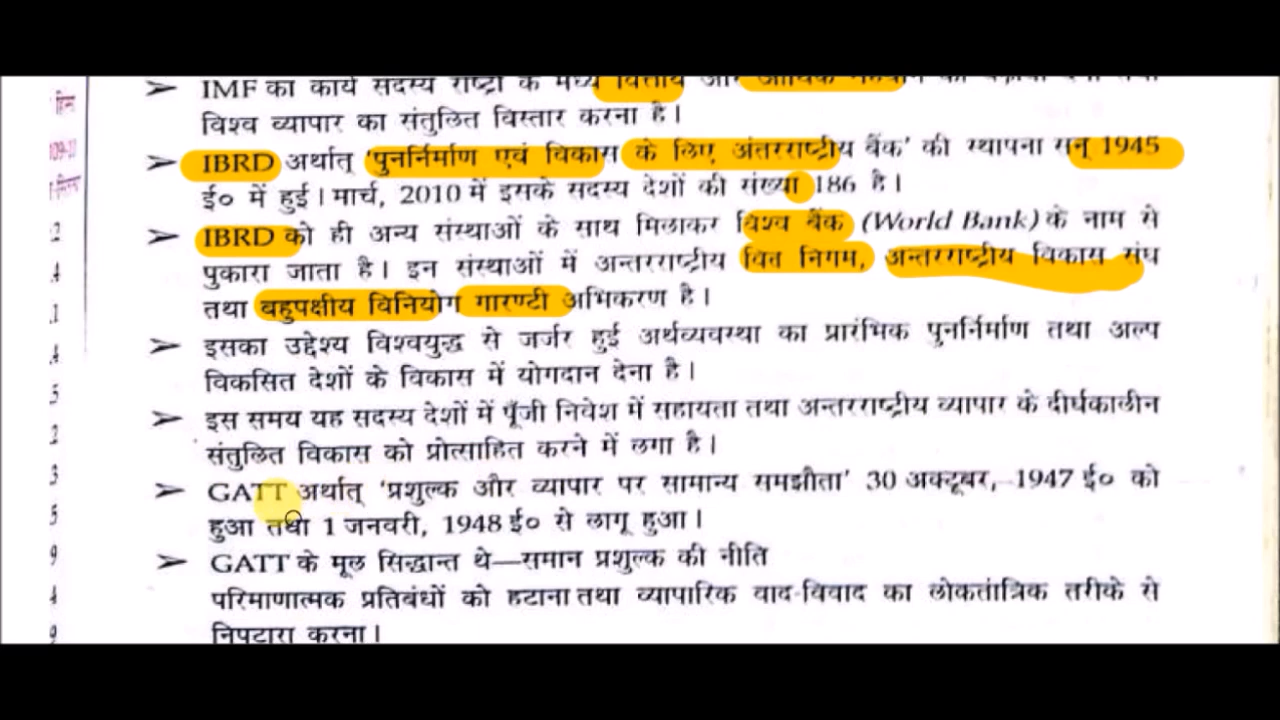 ➢ IMF का कार्य सदस्य राष्ट्रों के मध्य वित्तीय और आर्थिक सहयोग को बढ़ावा देना तथा
विश्व व्यापार का संतुलित विस्तार करना है।
➢ IBRD अर्थात् 'पुनर्निर्माण एवं विकास के लिए अंतरराष्ट्रीय बैंक' की स्थापना सन् 1945
ई० में हुई। मार्च, 2010 में इसके सदस्य देशों की संख्या 186 है।
➢ IBRD को ही अन्य संस्थाओं के साथ मिलाकर विश्व बैंक (World Bank) के नाम से
पुकारा जाता है। इन संस्थाओं में अन्तरराष्ट्रीय वित्त निगम, अन्तरराष्ट्रीय विकास संघ
तथा बहुपक्षीय विनियोग गारण्टी अभिकरण है।
➢ इसका उद्देश्य विश्वयुद्ध से जर्जर हुई अर्थव्यवस्था का प्रारंभिक पुनर्निर्माण तथा अल्प
विकसित देशों के विकास में योगदान देना है।
➢ इस समय यह सदस्य देशों में पूँजी निवेश में सहायता तथा अन्तरराष्ट्रीय व्यापार के दीर्घकालीन
संतुलित विकास को प्रोत्साहित करने में लगा है।
➢ GATT अर्थात् 'प्रशुल्क और व्यापार पर सामान्य समझौता' 30 अक्टूबर, 1947 ई० को
हुआ तथा 1 जनवरी, 1948 ई० से लागू हुआ।
➢ GATT के मूल सिद्धान्त थे—समान प्रशुल्क की नीति
परिमाणात्मक प्रतिबंधों को हटाना तथा व्यापारिक वाद-विवाद का लोकतांत्रिक तरीके से
निपटारा करना।